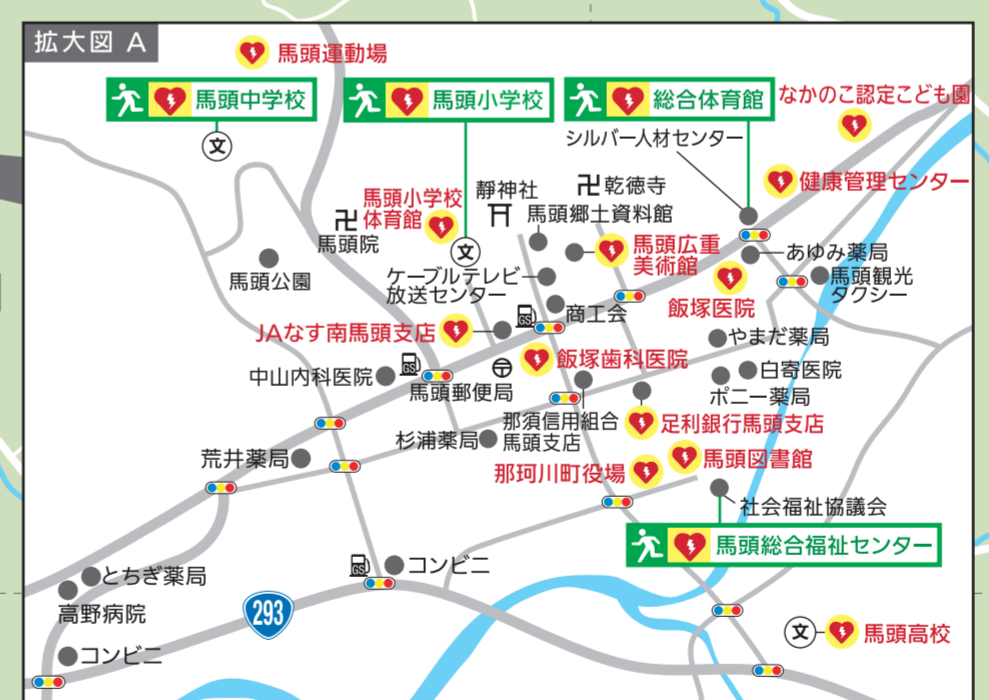 拡大図 A
馬頭運動場
馬頭中学校
馬頭小学校
総合体育館
なかのこ認定こども園
シルバー人材センター
文
健康管理センター
馬頭小学校
体育館
靜神社
乾徳寺
馬頭郷土資料館
馬頭院
文
馬頭広重
美術館
あゆみ薬局
馬頭公園
ケーブルテレビ
放送センター
馬頭観光
タクシー
飯塚医院
GS
商工会
JAなす南馬頭支店
やまだ薬局
飯塚歯科医院
GS
中山内科医院
馬頭郵便局
白寄医院
ポニー薬局
那須信用組合
馬頭支店
足利銀行馬頭支店
杉浦薬局
荒井薬局
馬頭図書館
那珂川町役場
社会福祉協議会
馬頭総合福祉センター
GS
コンビニ
とちぎ薬局
高野病院
293
文
馬頭高校
コンビニ